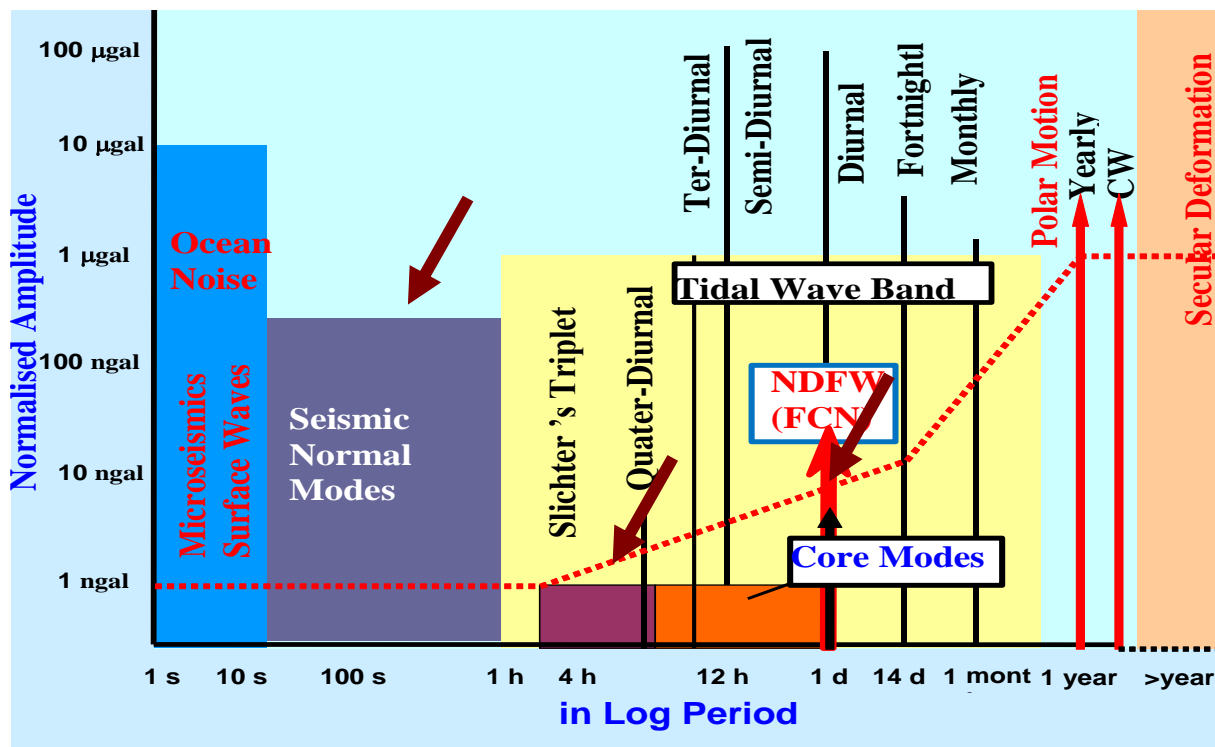 100 μgal
10 μgal
1 μgal
100 ngal
10 ngal
1 ngal
Normalised Amplitude
Ocean
Noise
Microseismics
Surface Waves
Seismic
Normal
Modes
Slichter 's Triplet
Quater-Diurnal
Ter-Diurnal
Semi-Diurnal
Diurnal
Fortnightl
Monthly
Tidal Wave Band
NDFW
(FCN)
Core Modes
Polar Motion
Yearly
CW
Secular Deformation
1 s
10 s
100 s
1 h
4 h
12 h
1 d
14 d
1 mont
1 year
>year
in Log Period